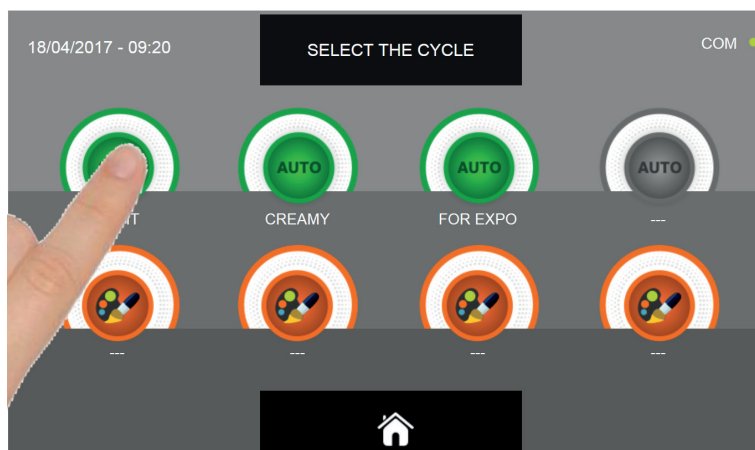 18/04/2017 - 09:20
SELECT THE CYCLE
COM
AUTO
AUTO
AUTO
CREAMY
FOR EXPO
---
---
---
---
---